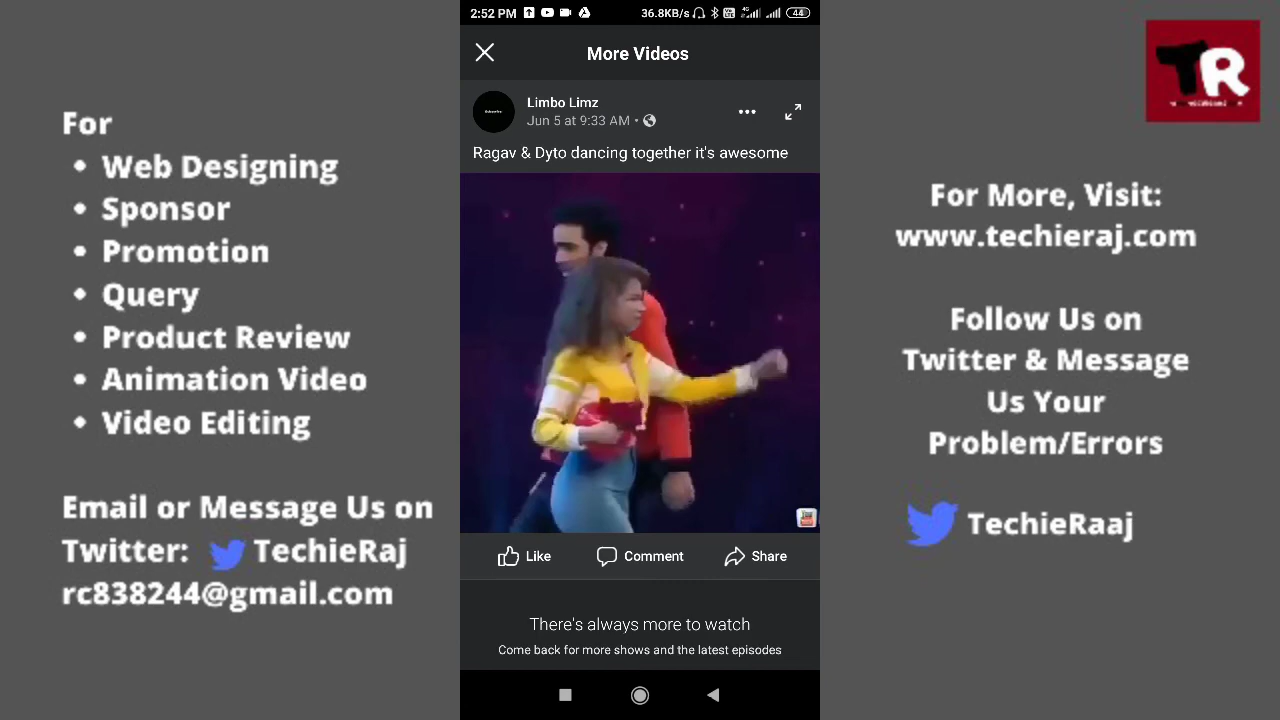 For
Web Designing
Sponsor
Promotion
Query
Product Review
Animation Video
Video Editing
Email or Message Us on
Twitter: TechieRaj
rc838244@gmail.com
2:52 PM 36.8KB/s 4G 44
More Videos
Limbo Limz
Jun 5 at 9:33 AM •
Ragav & Dyto dancing together it's awesome
Like Comment Share
There's always more to watch
Come back for more shows and the latest episodes
TR
For More, Visit:
www.techieraj.com
Follow Us on
Twitter & Message
Us Your
Problem/Errors
TechieRaaj